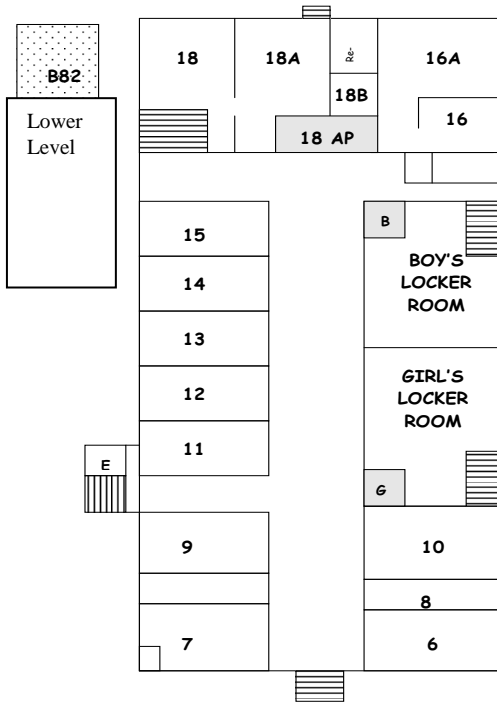 18
18A
Re-
16A
B82
18B
Lower
Level
16
18 AP
B
15
BOY'S
LOCKER
ROOM
14
13
GIRL'S
LOCKER
ROOM
12
11
E
G
9
10
8
7
6